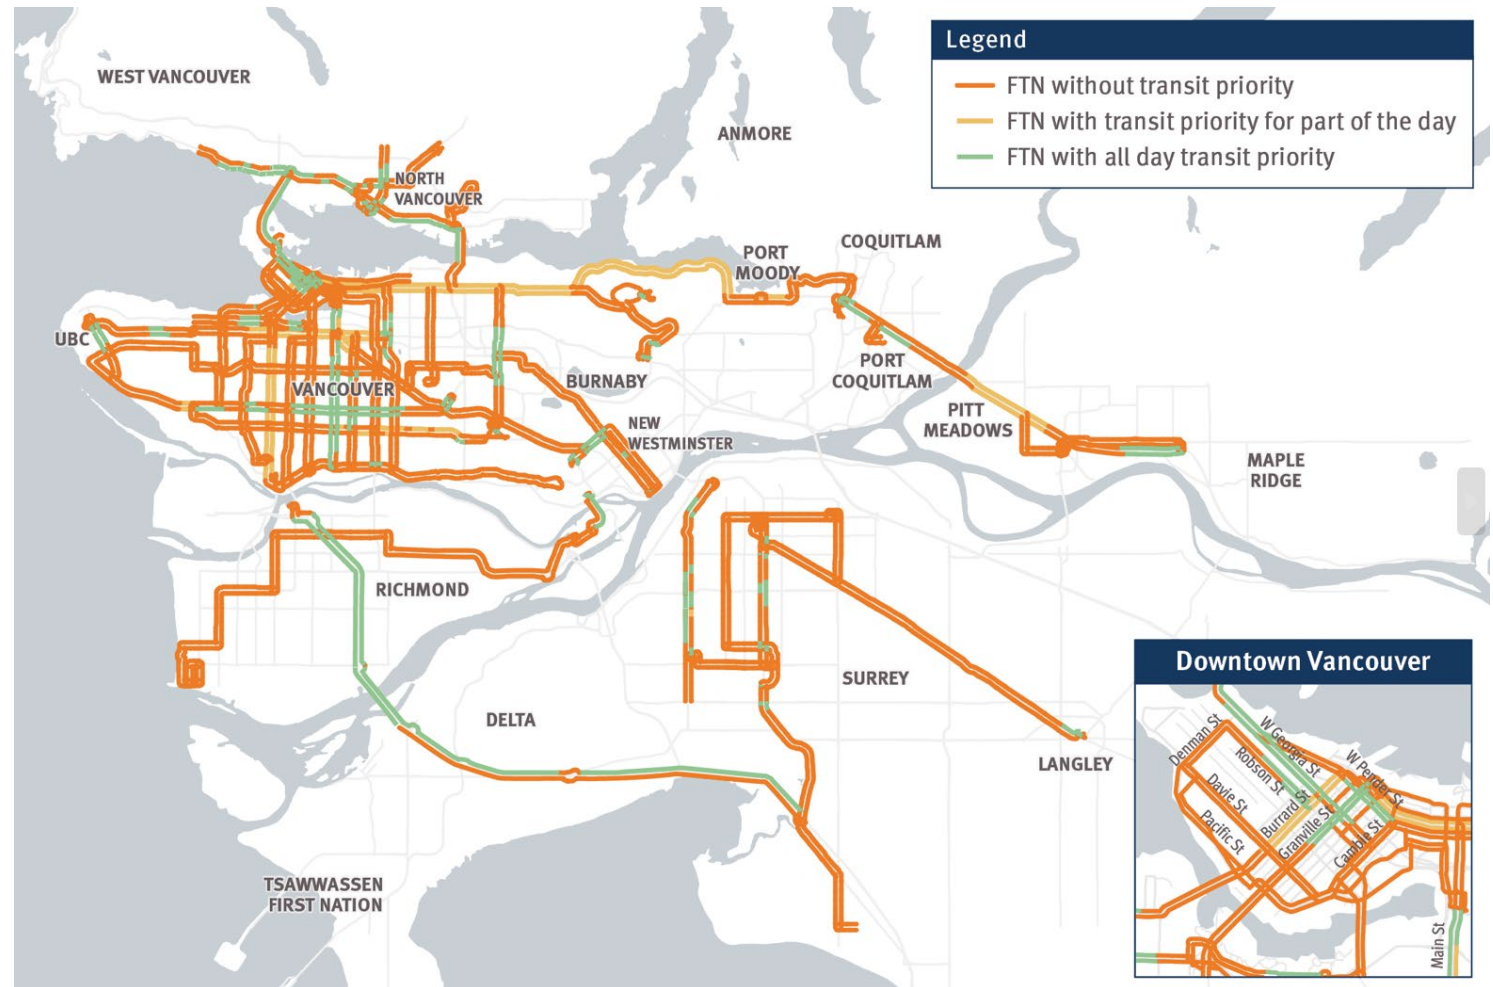 Legend
FTN without transit priority
FTN with transit priority for part of the day
FTN with all day transit priority
WEST VANCOUVER
ANMORE
NORTH
VANCOUVER
PORT
MOODY
COQUITLAM
UBC
VANCOUVER
BURNABY
PORT
COQUITLAM
NEW
WESTMINSTER
PITT
MEADOWS
MAPLE
RIDGE
RICHMOND
SURREY
DELTA
LANGLEY
TSAWWASSEN
FIRST NATION
Downtown Vancouver
Denman St
W Georgia St
Robson St
W Pender St
Davie St
Burrard St
Granville St
Pacific St
Cambie St
Main St